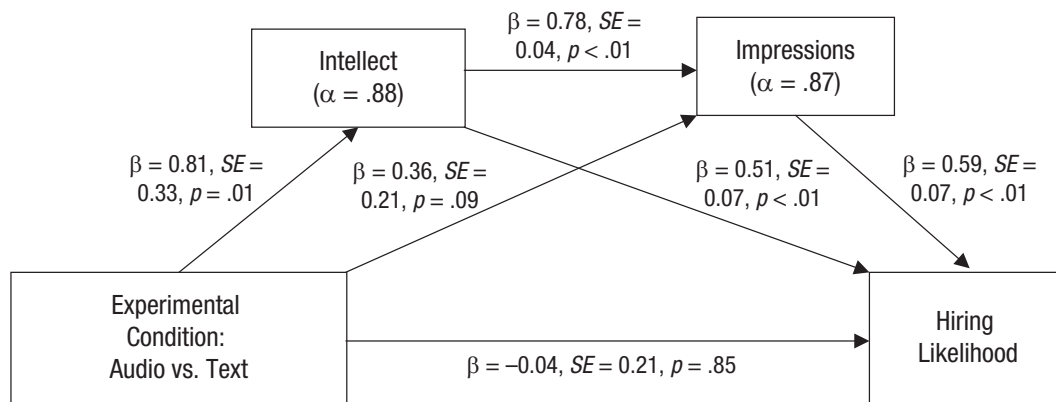 β = 0.78, SE =
0.04, p < .01
Intellect
(α = .88)
Impressions
(α = .87)
β = 0.81, SE =
0.33, p = .01
β = 0.36, SE =
0.21, p = .09
β = 0.51, SE =
0.07, p < .01
β = 0.59, SE =
0.07, p < .01
Experimental
Condition:
Audio vs. Text
β = –0.04, SE = 0.21, p = .85
Hiring
Likelihood